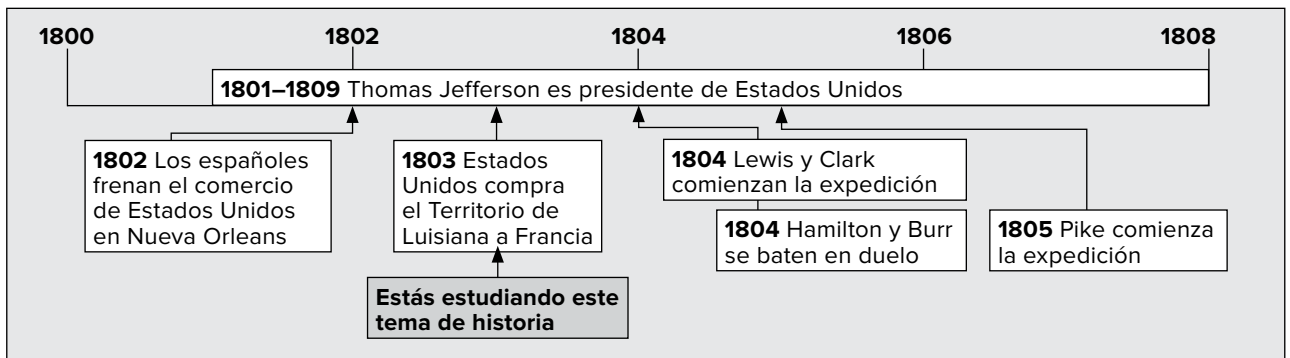 1800 1802 1804 1806 1808
1801–1809 Thomas Jefferson es presidente de Estados Unidos
1802 Los españoles
frenan el comercio
de Estados Unidos
en Nueva Orleans
1803 Estados
Unidos compra
el Territorio de
Luisiana a Francia
Estás estudiando este
tema de historia
1804 Lewis y Clark
comienzan la expedición
1804 Hamilton y Burr
se baten en duelo
1805 Pike comienza
la expedición